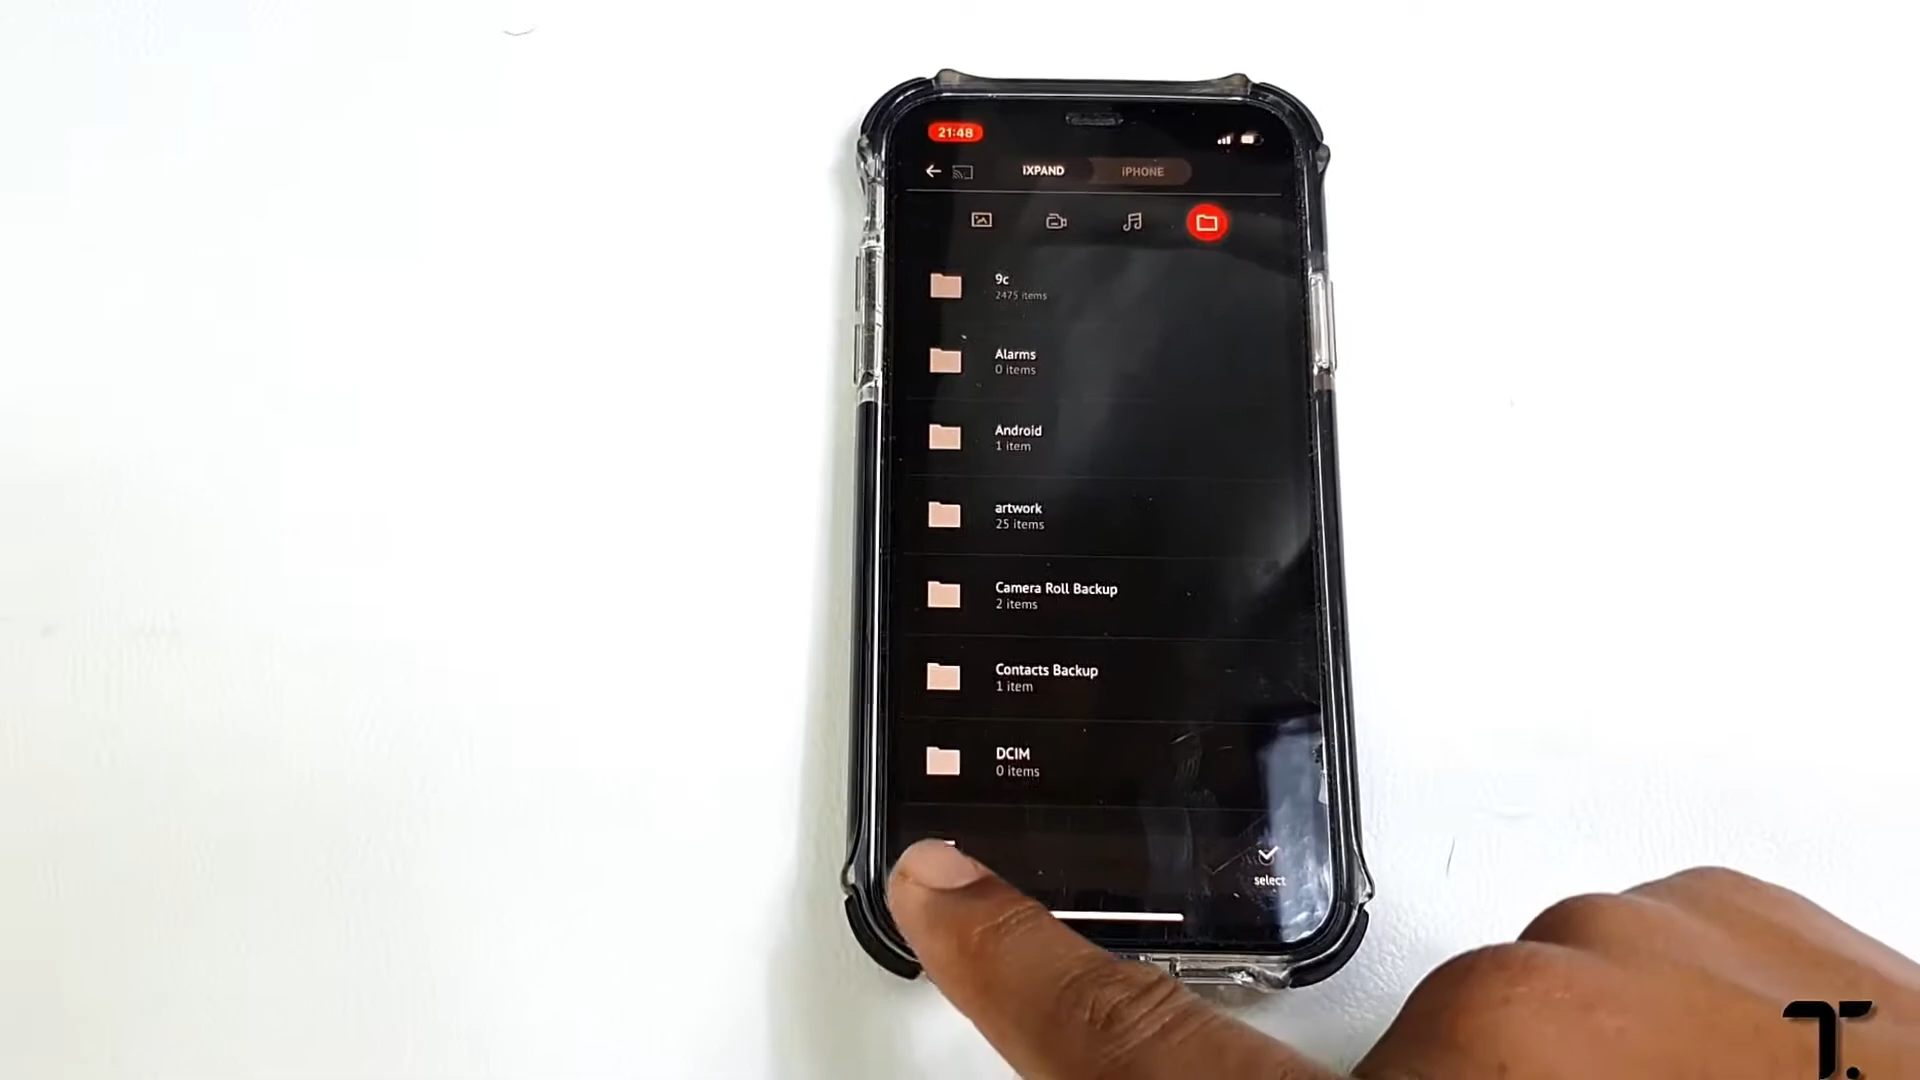 21:48
iXPAND iPHONE
9c
2475 items
Alarms
0 items
Android
1 item
artwork
25 items
Camera Roll Backup
2 items
Contacts Backup
1 item
DCIM
0 items
select
T.